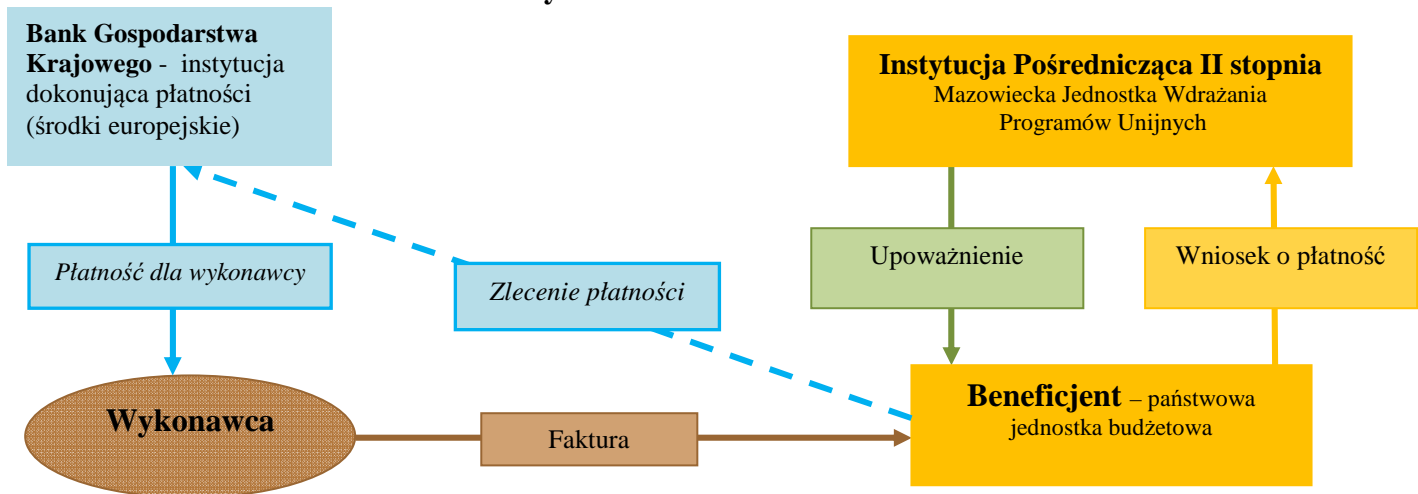 Bank Gospodarstwa
Krajowego - instytucja
dokonująca płatności
(środki europejskie)
Instytucja Pośrednicząca II stopnia
Mazowiecka Jednostka Wdrażania
Programów Unijnych
Płatność dla wykonawcy
Zlecenie płatności
Upoważnienie
Wniosek o płatność
Wykonawca
Faktura
Beneficjent – państwowa
jednostka budżetowa